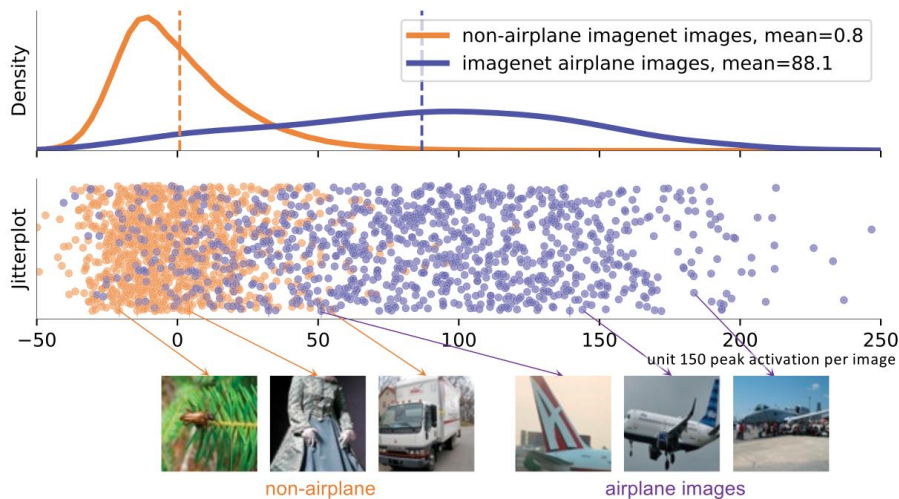 Density
non-airplane imagenet images, mean=0.8
imagenet airplane images, mean=88.1
Jitterplot
−50 0 50 100 150 200 250
unit 150 peak activation per image
non-airplane
airplane images